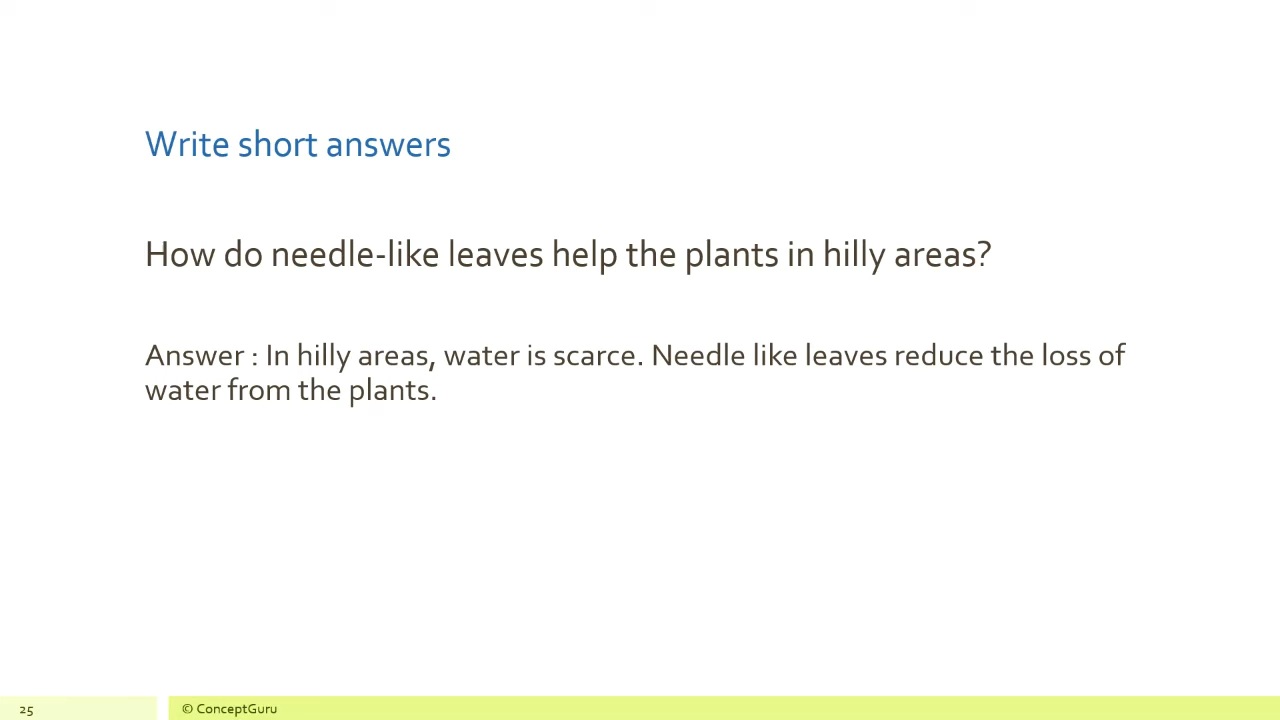 Write short answers
How do needle-like leaves help the plants in hilly areas?
Answer : In hilly areas, water is scarce. Needle like leaves reduce the loss of
water from the plants.
25
© ConceptGuru